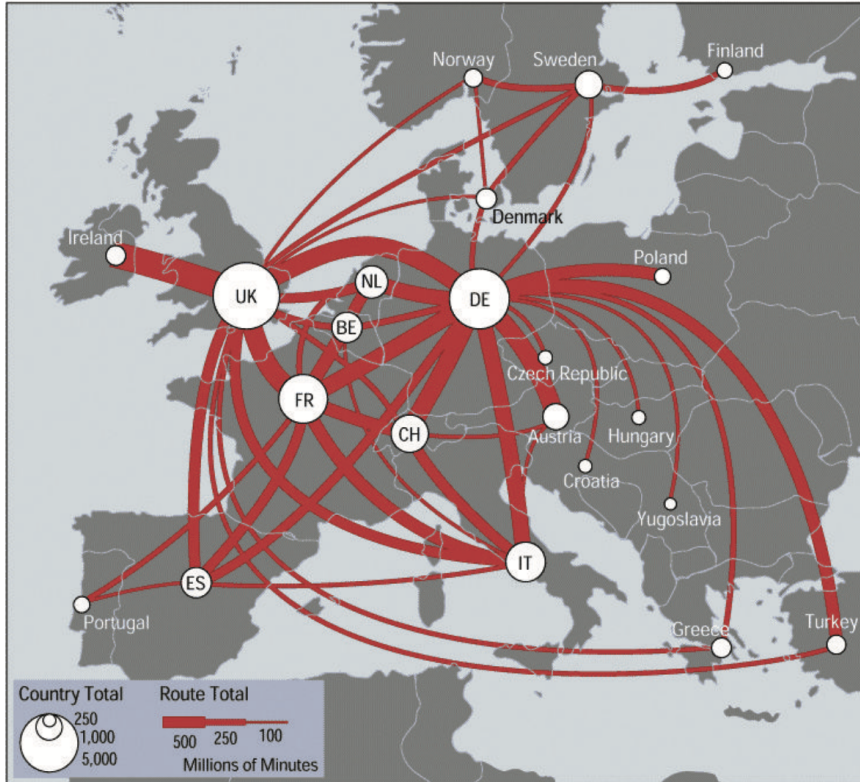 Norway
Sweden
Finland
Denmark
Ireland
Poland
NL
UK
DE
BE
Czech Republic
FR
CH
Austria
Hungary
Croatia
Yugoslavia
IT
ES
Portugal
Greece
Turkey
Country Total
250
1,000
5,000
Route Total
500 250 100
Millions of Minutes